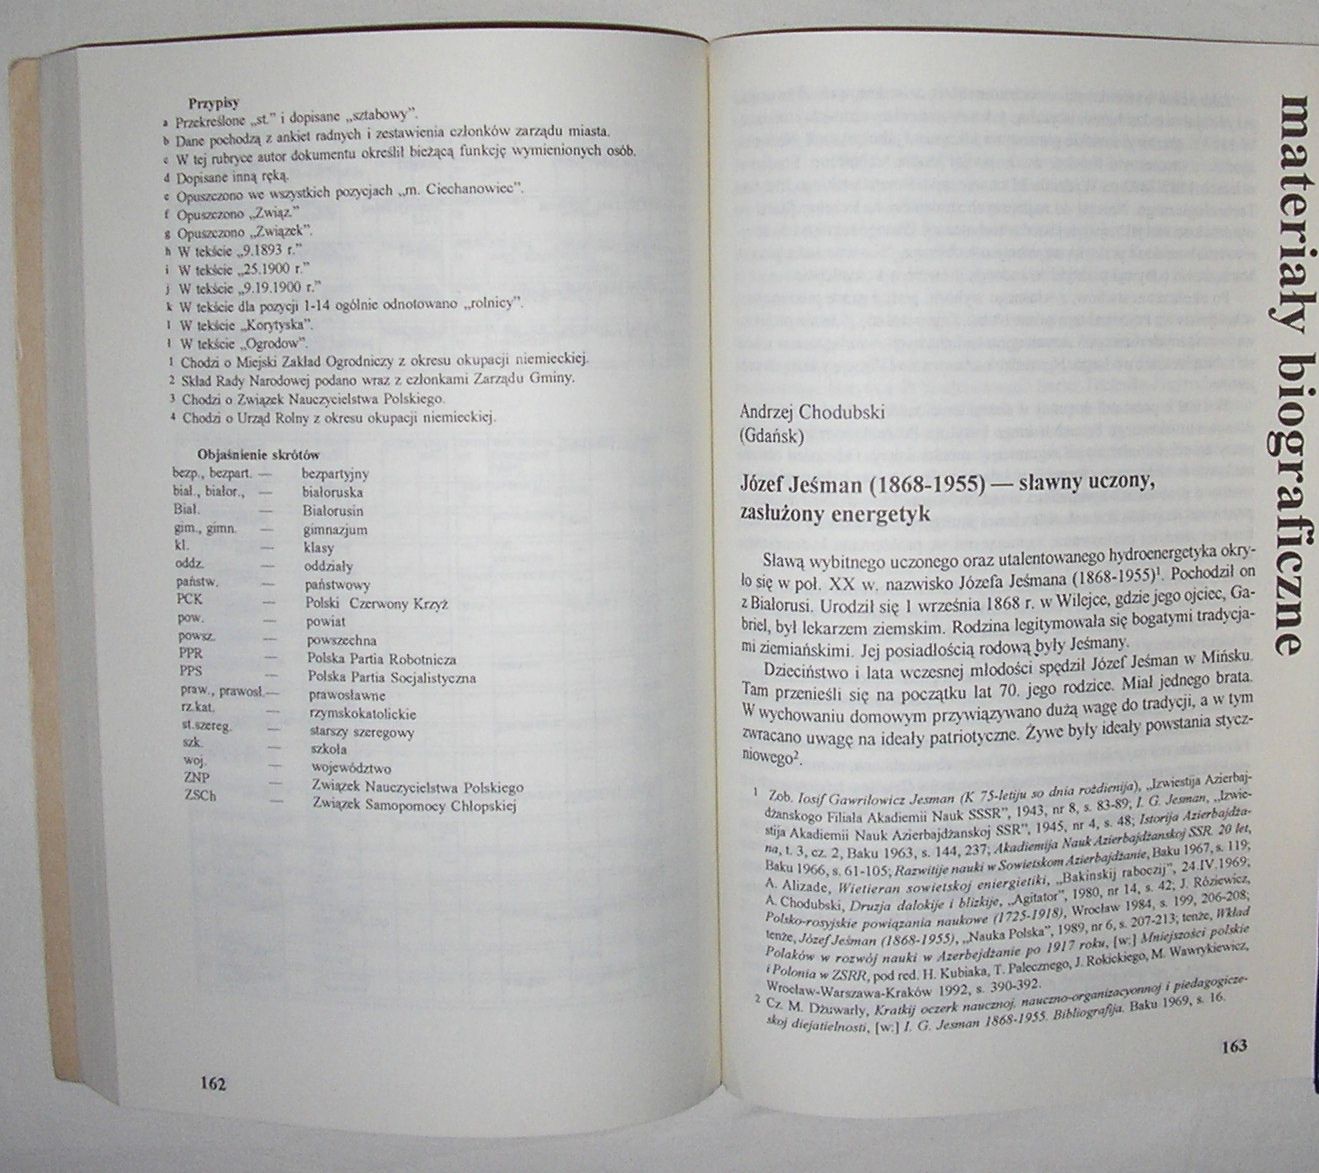 Przypisy
a Przekreślone „st.” i dopisane „sztabowy”.
b Dane pochodzą z ankiet radnych i zestawienia członków zarządu miasta.
c W tej rubryce autor dokumentu określił bieżącą funkcję wymienionych osób.
d Dopisane inną ręką.
e Opuszczono we wszystkich pozycjach „m. Ciechanowiec”.
f Opuszczono „Związ.”
g Opuszczono „Związek”.
h W tekście „9.1893 r.”
i W tekście „25.1900 r.”
j W tekście „9.19.1900 r.”
k W tekście dla pozycji 1-14 ogólnie odnotowano „rolnicy”.
l W tekście „Korytyska”.
ł W tekście „Ogrodow”.
1 Chodzi o Miejski Zakład Ogrodniczy z okresu okupacji niemieckiej.
2 Skład Rady Narodowej podano wraz z członkami Zarządu Gminy.
3 Chodzi o Związek Nauczycielstwa Polskiego.
4 Chodzi o Urząd Rolny z okresu okupacji niemieckiej.
Objaśnienie skrótów
bezp., bezpart. — bezpartyjny
biał., białor., — białoruska
Biał. — Białorusin
gim., gimn. — gimnazjum
kl. — klasy
oddz. — oddziały
państw. — państwowy
PCK — Polski Czerwony Krzyż
pow. — powiat
powsz. — powszechna
PPR — Polska Partia Robotnicza
PPS — Polska Partia Socjalistyczna
praw., prawosł. — prawosławne
rz.kat. — rzymskokatolickie
st.szereg. — starszy szeregowy
szk. — szkoła
woj. — województwo
ZNP — Związek Nauczycielstwa Polskiego
ZSCh — Związek Samopomocy Chłopskiej
162
materiały biograficzne
Andrzej Chodubski
(Gdańsk)
Józef Jeśman (1868-1955) — sławny uczony,
zasłużony energetyk
Sławą wybitnego uczonego oraz utalentowanego hydroenergetyka okry-
ło się w poł. XX w. nazwisko Józefa Jeśmana (1868-1955)¹. Pochodził on
z Białorusi. Urodził się 1 września 1868 r. w Wilejce, gdzie jego ojciec, Ga-
briel, był lekarzem ziemskim. Rodzina legitymowała się bogatymi tradycja-
mi ziemiańskimi. Jej posiadłością rodową były Jeśmany.
Dzieciństwo i lata wczesnej młodości spędził Józef Jeśman w Mińsku.
Tam przenieśli się na początku lat 70. jego rodzice. Miał jednego brata.
W wychowaniu domowym przywiązywano dużą wagę do tradycji, a w tym
zwracano uwagę na ideały patriotyczne. Żywe były ideały powstania stycz-
niowego².
1 Zob. Iosif Gawriłowicz Jesman (K 75-letiju so dnia rożdienija), „Izwiestija Azierbaj-
dżanskogo Filiała Akadiemii Nauk SSSR”, 1943, nr 8, s. 83-89; I. G. Jesman, „Izwie-
stija Akadiemii Nauk Azierbajdżanskoj SSR”, 1945, nr 4, s. 48; Istorija Azierbajdża-
na, t. 3, cz. 2, Baku 1963, s. 144, 237; Akadiemija Nauk Azierbajdżanskoj SSR. 20 let,
Baku 1966, s. 61-105; Razwitije nauki w Sowietskom Azierbajdżanie, Baku 1967, s. 119;
A. Alizade, Wietieran sowietskoj eniergietiki, „Bakinskij raboczij”, 24.IV.1969;
A. Chodubski, Druzja dalokije i blizkije, „Agitator”, 1980, nr 14, s. 42; J. Róziewicz,
Polsko-rosyjskie powiązania naukowe (1725-1918), Wrocław 1984, s. 199, 206-208;
tenże, Józef Jeśman (1868-1955), „Nauka Polska”, 1989, nr 6, s. 207-213; tenże, Wkład
Polaków w rozwój nauki w Azerbejdżanie po 1917 roku, [w:] Mniejszości polskie
i Polonia w ZSRR, pod red. H. Kubiaka, T. Palecznego, J. Rokickiego, M. Wawrykiewicz,
Wrocław-Warszawa-Kraków 1992, s. 390-392.
2 Cz. M. Dżuwarły, Kratkij oczerk naucznoj, nauczno-organizacyonnoj i piedagogicze-
skoj diejatielnosti, [w:] I. G. Jesman 1868-1955. Bibliografija. Baku 1969, s. 16.
163